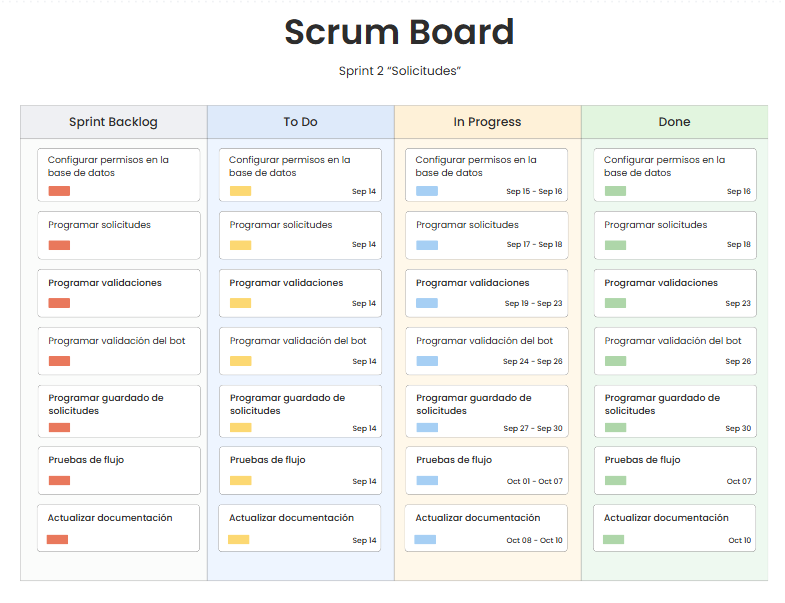 Scrum Board
Sprint 2 “Solicitudes”
Sprint Backlog
Configurar permisos en la
base de datos
Programar solicitudes
Programar validaciones
Programar validación del bot
Programar guardado de
solicitudes
Pruebas de flujo
Actualizar documentación
To Do
Configurar permisos en la
base de datos
Sep 14
Programar solicitudes
Sep 14
Programar validaciones
Sep 14
Programar validación del bot
Sep 14
Programar guardado de
solicitudes
Sep 14
Pruebas de flujo
Sep 14
Actualizar documentación
Sep 14
In Progress
Configurar permisos en la
base de datos
Sep 15 - Sep 16
Programar solicitudes
Sep 17 - Sep 18
Programar validaciones
Sep 19 - Sep 23
Programar validación del bot
Sep 24 - Sep 26
Programar guardado de
solicitudes
Sep 27 - Sep 30
Pruebas de flujo
Oct 01 - Oct 07
Actualizar documentación
Oct 08 - Oct 10
Done
Configurar permisos en la
base de datos
Sep 16
Programar solicitudes
Sep 18
Programar validaciones
Sep 23
Programar validación del bot
Sep 26
Programar guardado de
solicitudes
Sep 30
Pruebas de flujo
Oct 07
Actualizar documentación
Oct 10